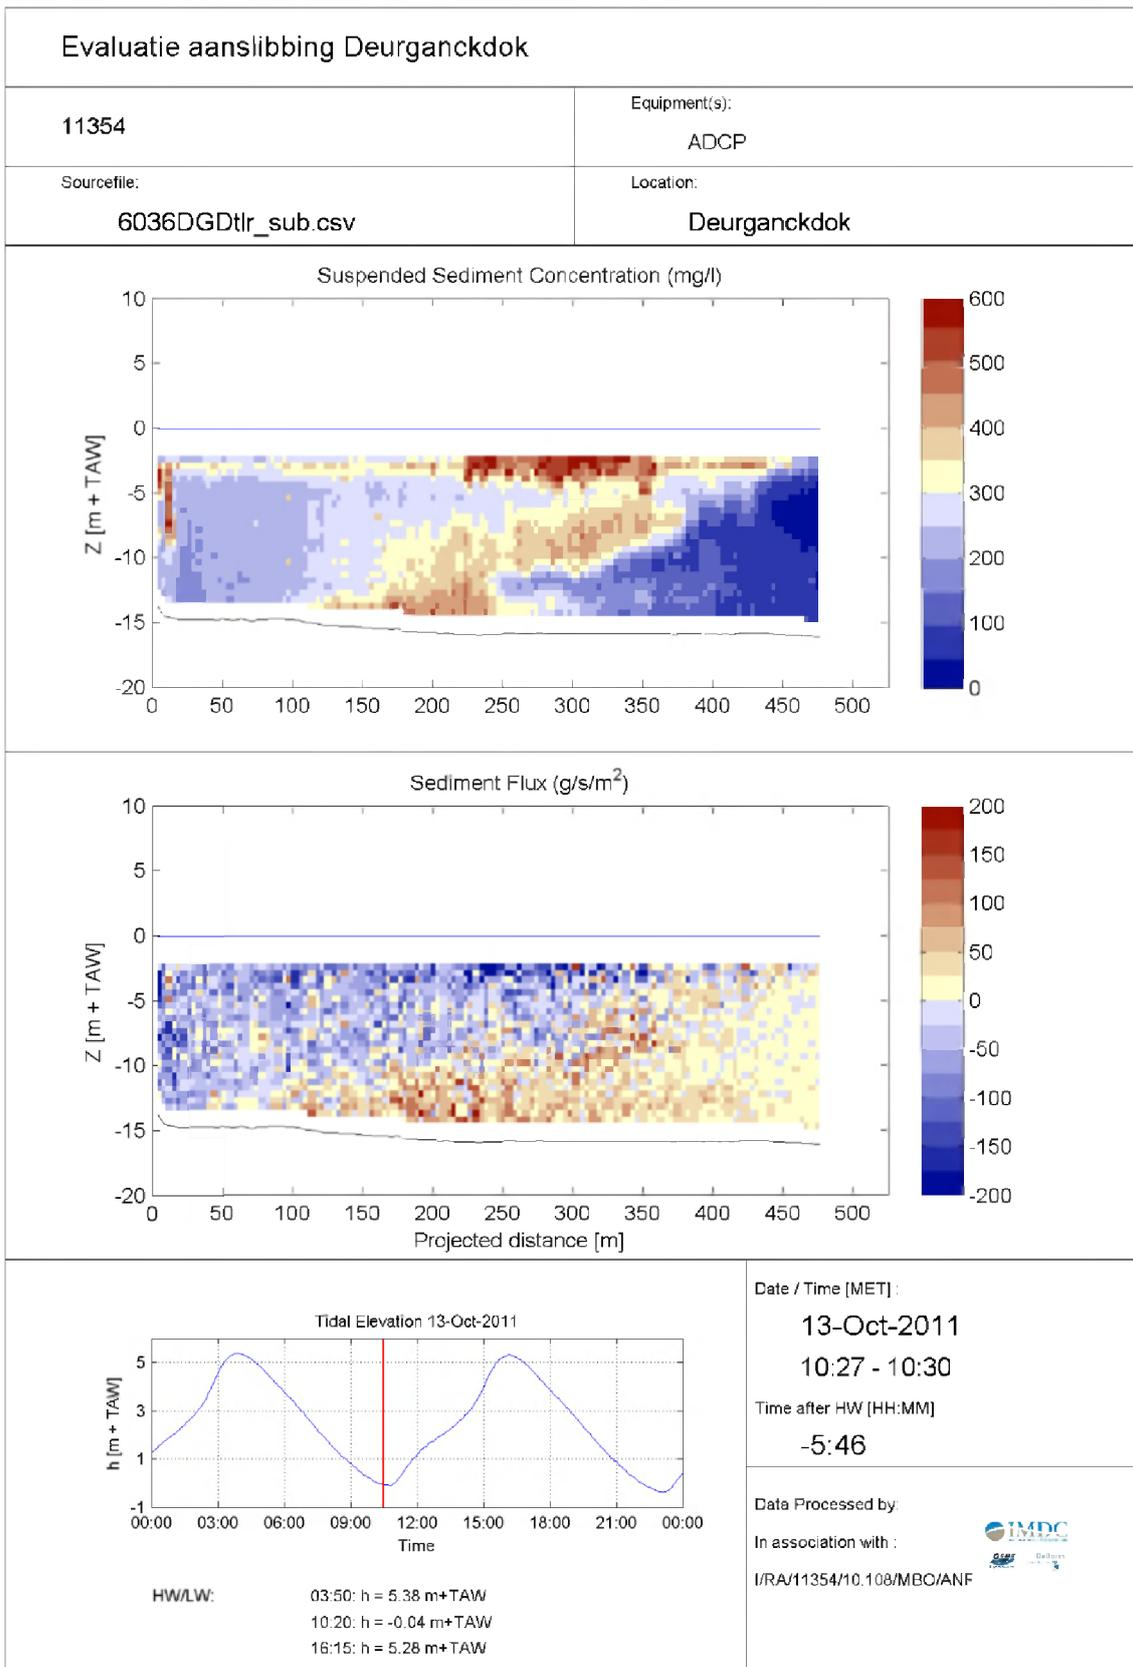 Evaluatie aanslibbing Deurganckdok
11354
Equipment(s):
ADCP
Sourcefile:
6036DGDtlr_sub.csv
Location:
Deurganckdok
Suspended Sediment Concentration (mg/l)
10
5
0
-5
-10
-15
-20
Z [m + TAW]
0 50 100 150 200 250 300 350 400 450 500
600
500
400
300
200
100
0
Sediment Flux (g/s/m²)
10
5
0
-5
-10
-15
-20
Z [m + TAW]
0 50 100 150 200 250 300 350 400 450 500
Projected distance [m]
200
150
100
50
0
-50
-100
-150
-200
Tidal Elevation 13-Oct-2011
5
3
1
-1
h [m + TAW]
00:00 03:00 06:00 09:00 12:00 15:00 18:00 21:00 00:00
Time
HW/LW:
03:50: h = 5.38 m+TAW
10:20: h = -0.04 m+TAW
16:15: h = 5.28 m+TAW
Date / Time [MET] :
13-Oct-2011
10:27 - 10:30
Time after HW [HH:MM]
-5:46
Data Processed by:
IMDC
In association with :
I/RA/11354/10.108/MBO/ANF